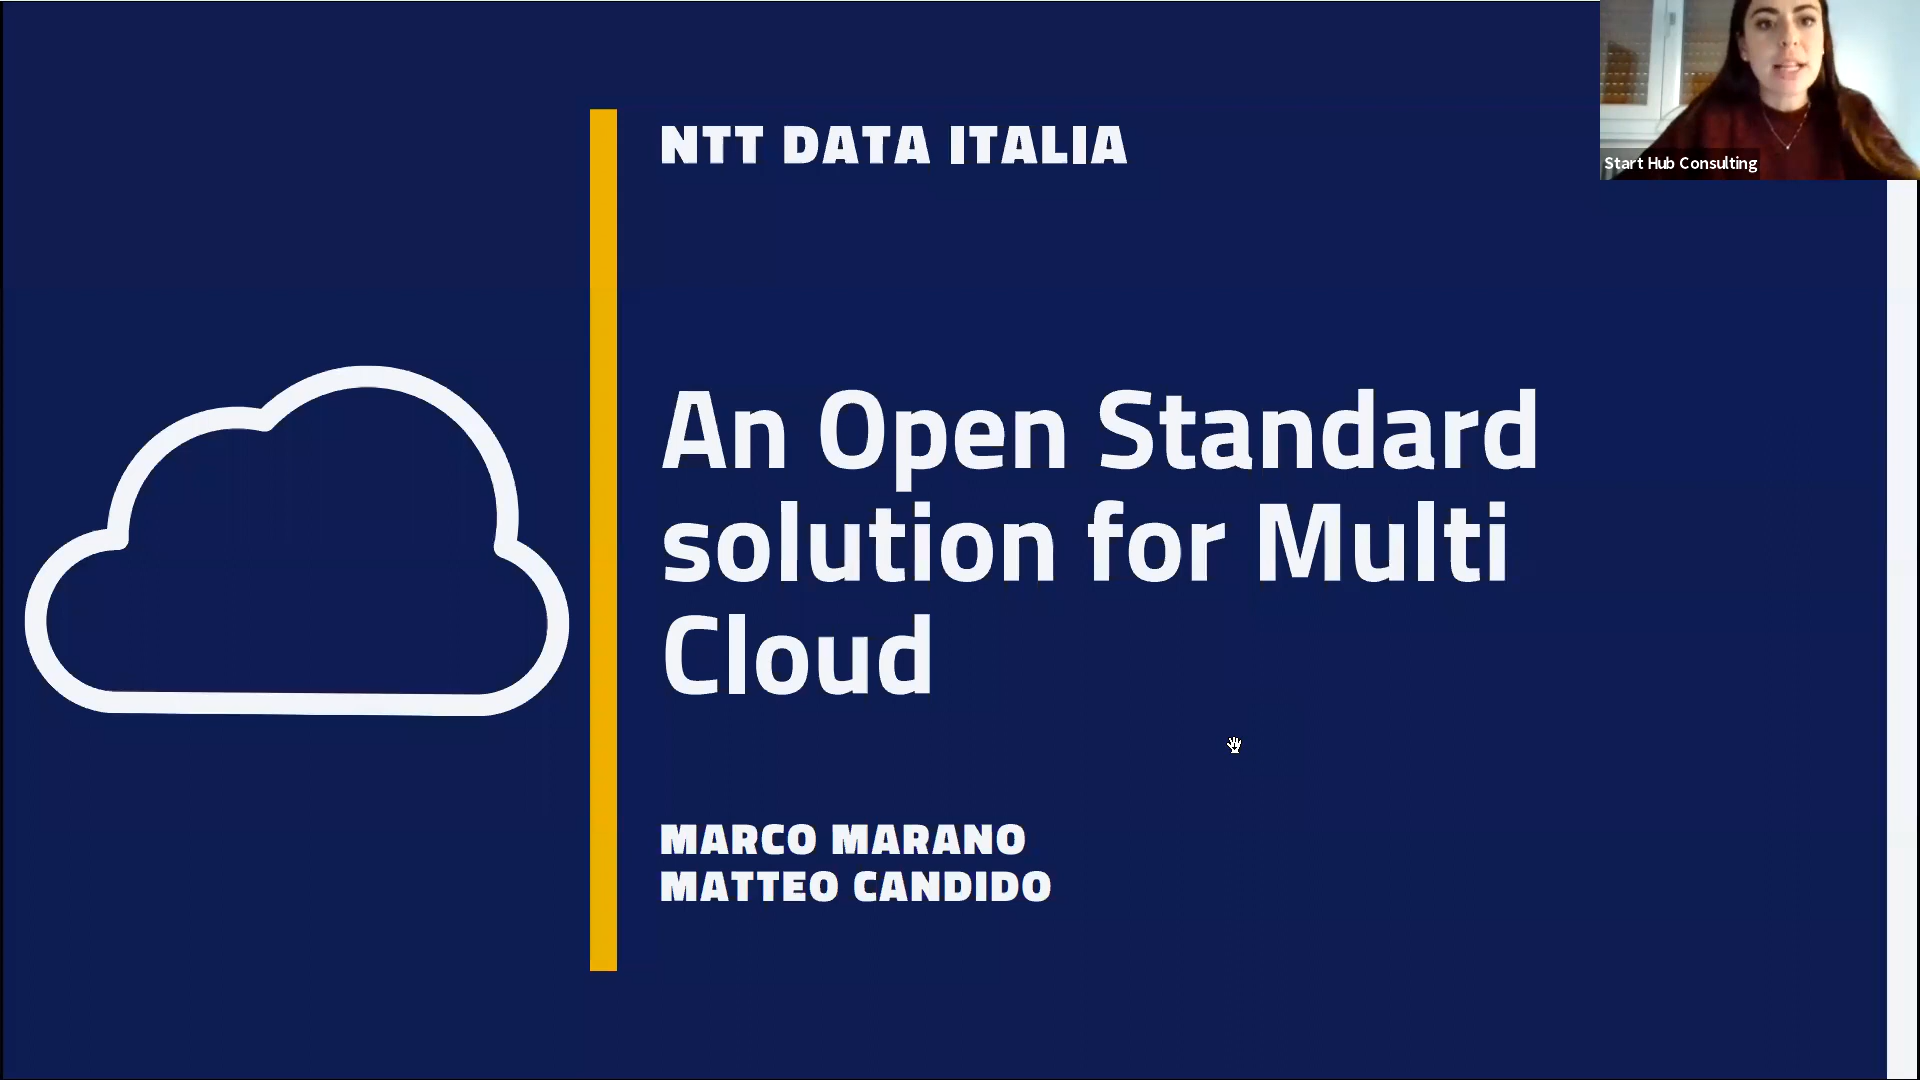 NTT DATA ITALIA
Start Hub Consulting
An Open Standard
solution for Multi
Cloud
MARCO MARANO
MATTEO CANDIDO